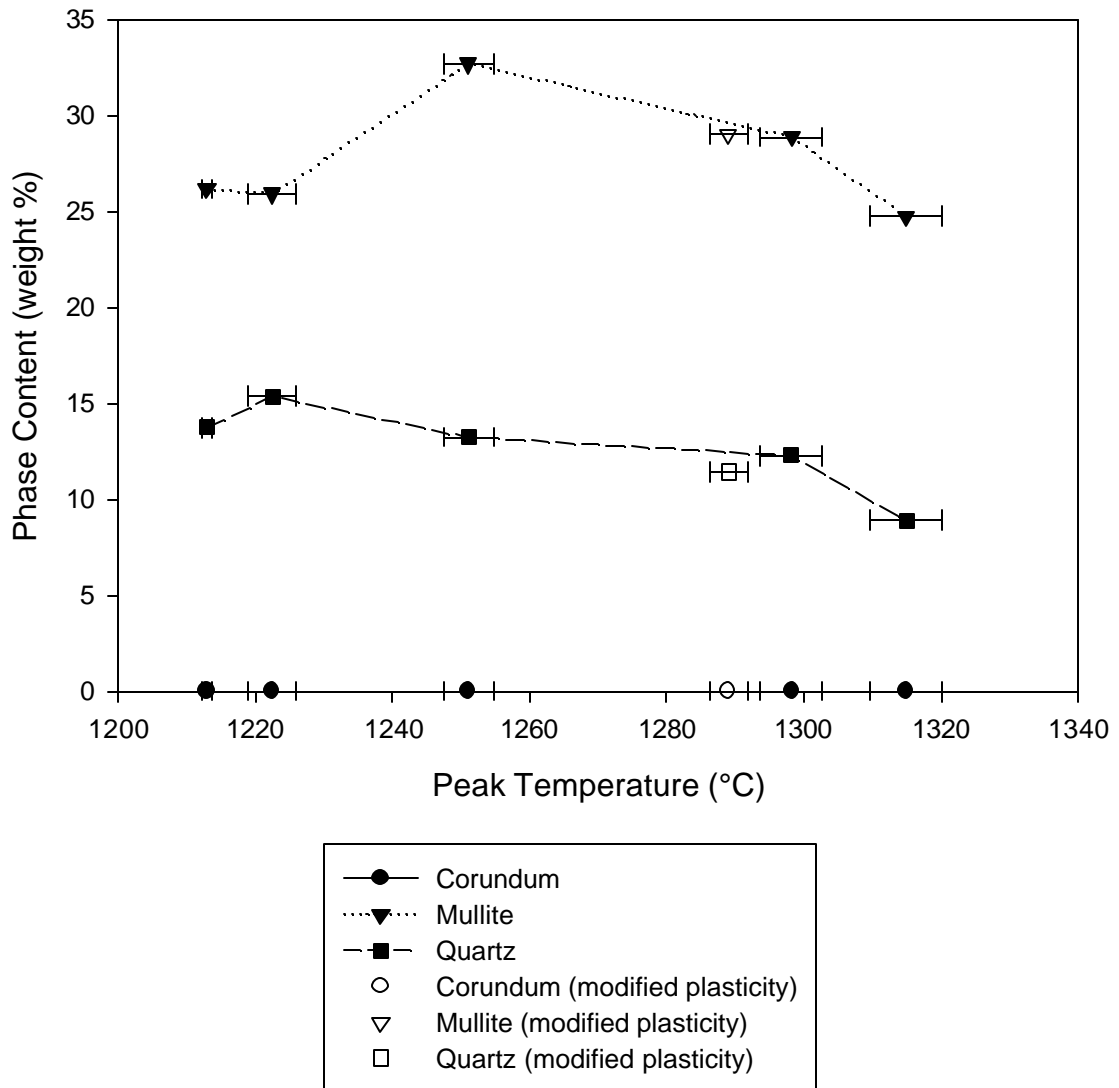 35
30
25
20
15
10
5
0
Phase Content (weight %)
1200 1220 1240 1260 1280 1300 1320 1340
Peak Temperature (°C)
Corundum
Mullite
Quartz
Corundum (modified plasticity)
Mullite (modified plasticity)
Quartz (modified plasticity)